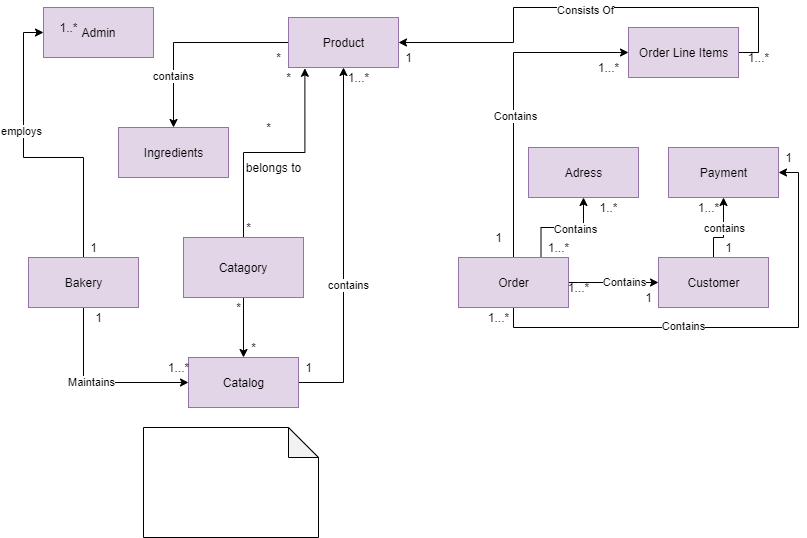 Consists Of
1..*
Admin
Product
*
1
Order Line Items
contains
*
1...*
1...*
1...*
Contains
employs
*
Ingredients
belongs to
Adress
Payment
1
1..*
1...*
*
Contains
contains
1
1
1...*
1
Bakery
Catagory
contains
Order
1...*
Contains
Customer
1
*
1
1...*
Contains
*
1...*
1
Maintains
Catalog